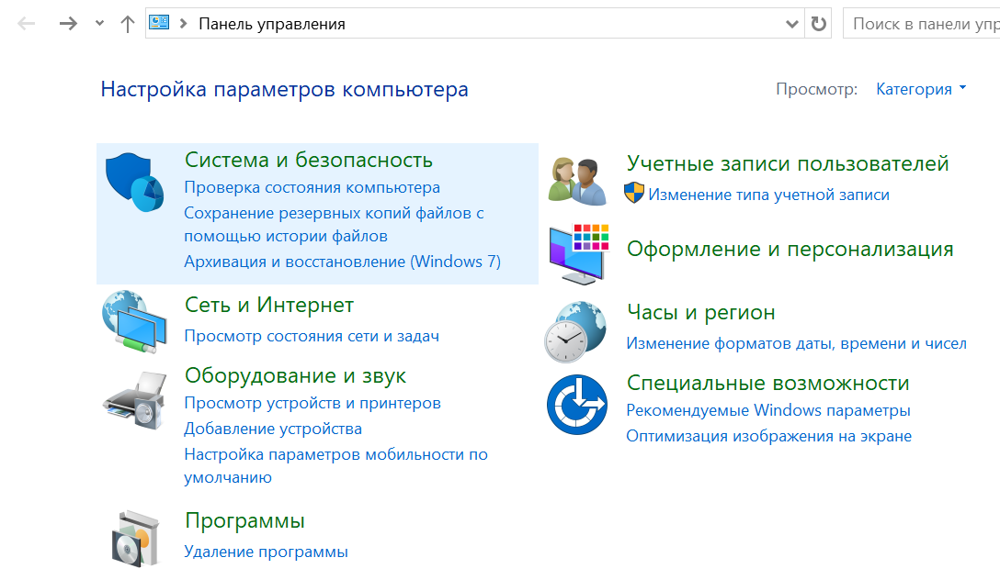 Панель управления
Поиск в панели упр
Настройка параметров компьютера
Просмотр: Категория
Система и безопасность
Проверка состояния компьютера
Сохранение резервных копий файлов с
помощью истории файлов
Архивация и восстановление (Windows 7)
Сеть и Интернет
Просмотр состояния сети и задач
Оборудование и звук
Просмотр устройств и принтеров
Добавление устройства
Настройка параметров мобильности по
умолчанию
Программы
Удаление программы
Учетные записи пользователей
Изменение типа учетной записи
Оформление и персонализация
Часы и регион
Изменение форматов даты, времени и чисел
Специальные возможности
Рекомендуемые Windows параметры
Оптимизация изображения на экране